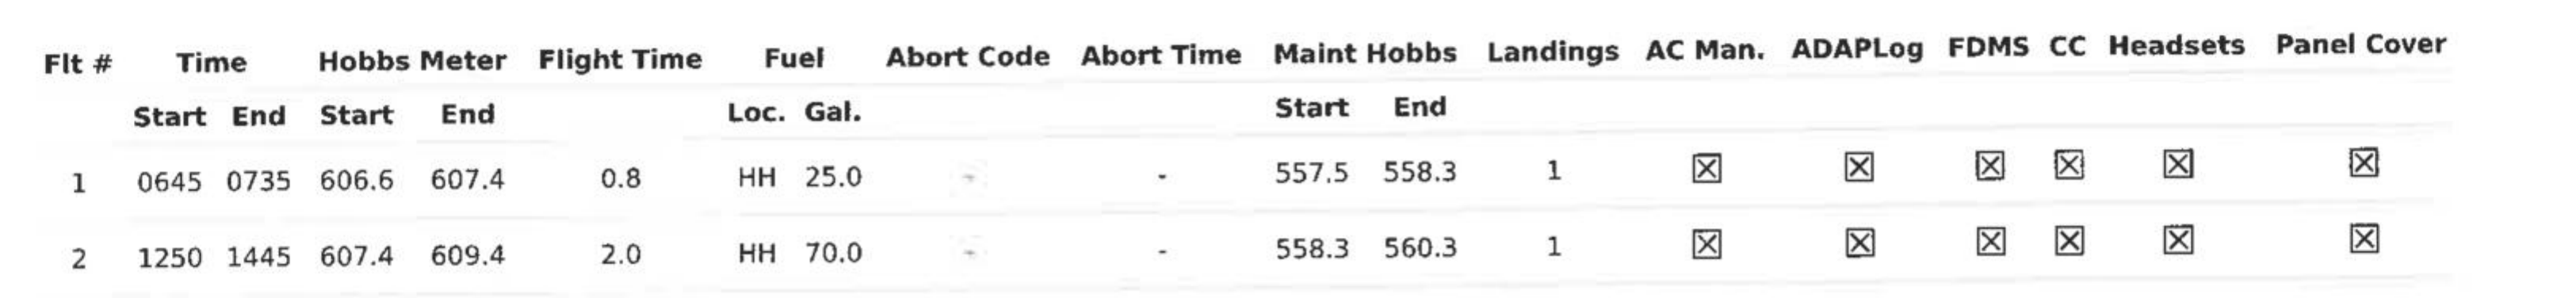 Flt # Time Hobbs Meter Flight Time Fuel Abort Code Abort Time Maint Hobbs Landings AC Man. ADAPLog FDMS CC Headsets Panel Cover
Start End Start End Loc. Gal. Start End
1 0645 0735 606.6 607.4 0.8 HH 25.0 - - 557.5 558.3 1 ☒ ☒ ☒ ☒ ☒ ☒
2 1250 1445 607.4 609.4 2.0 HH 70.0 - - 558.3 560.3 1 ☒ ☒ ☒ ☒ ☒ ☒